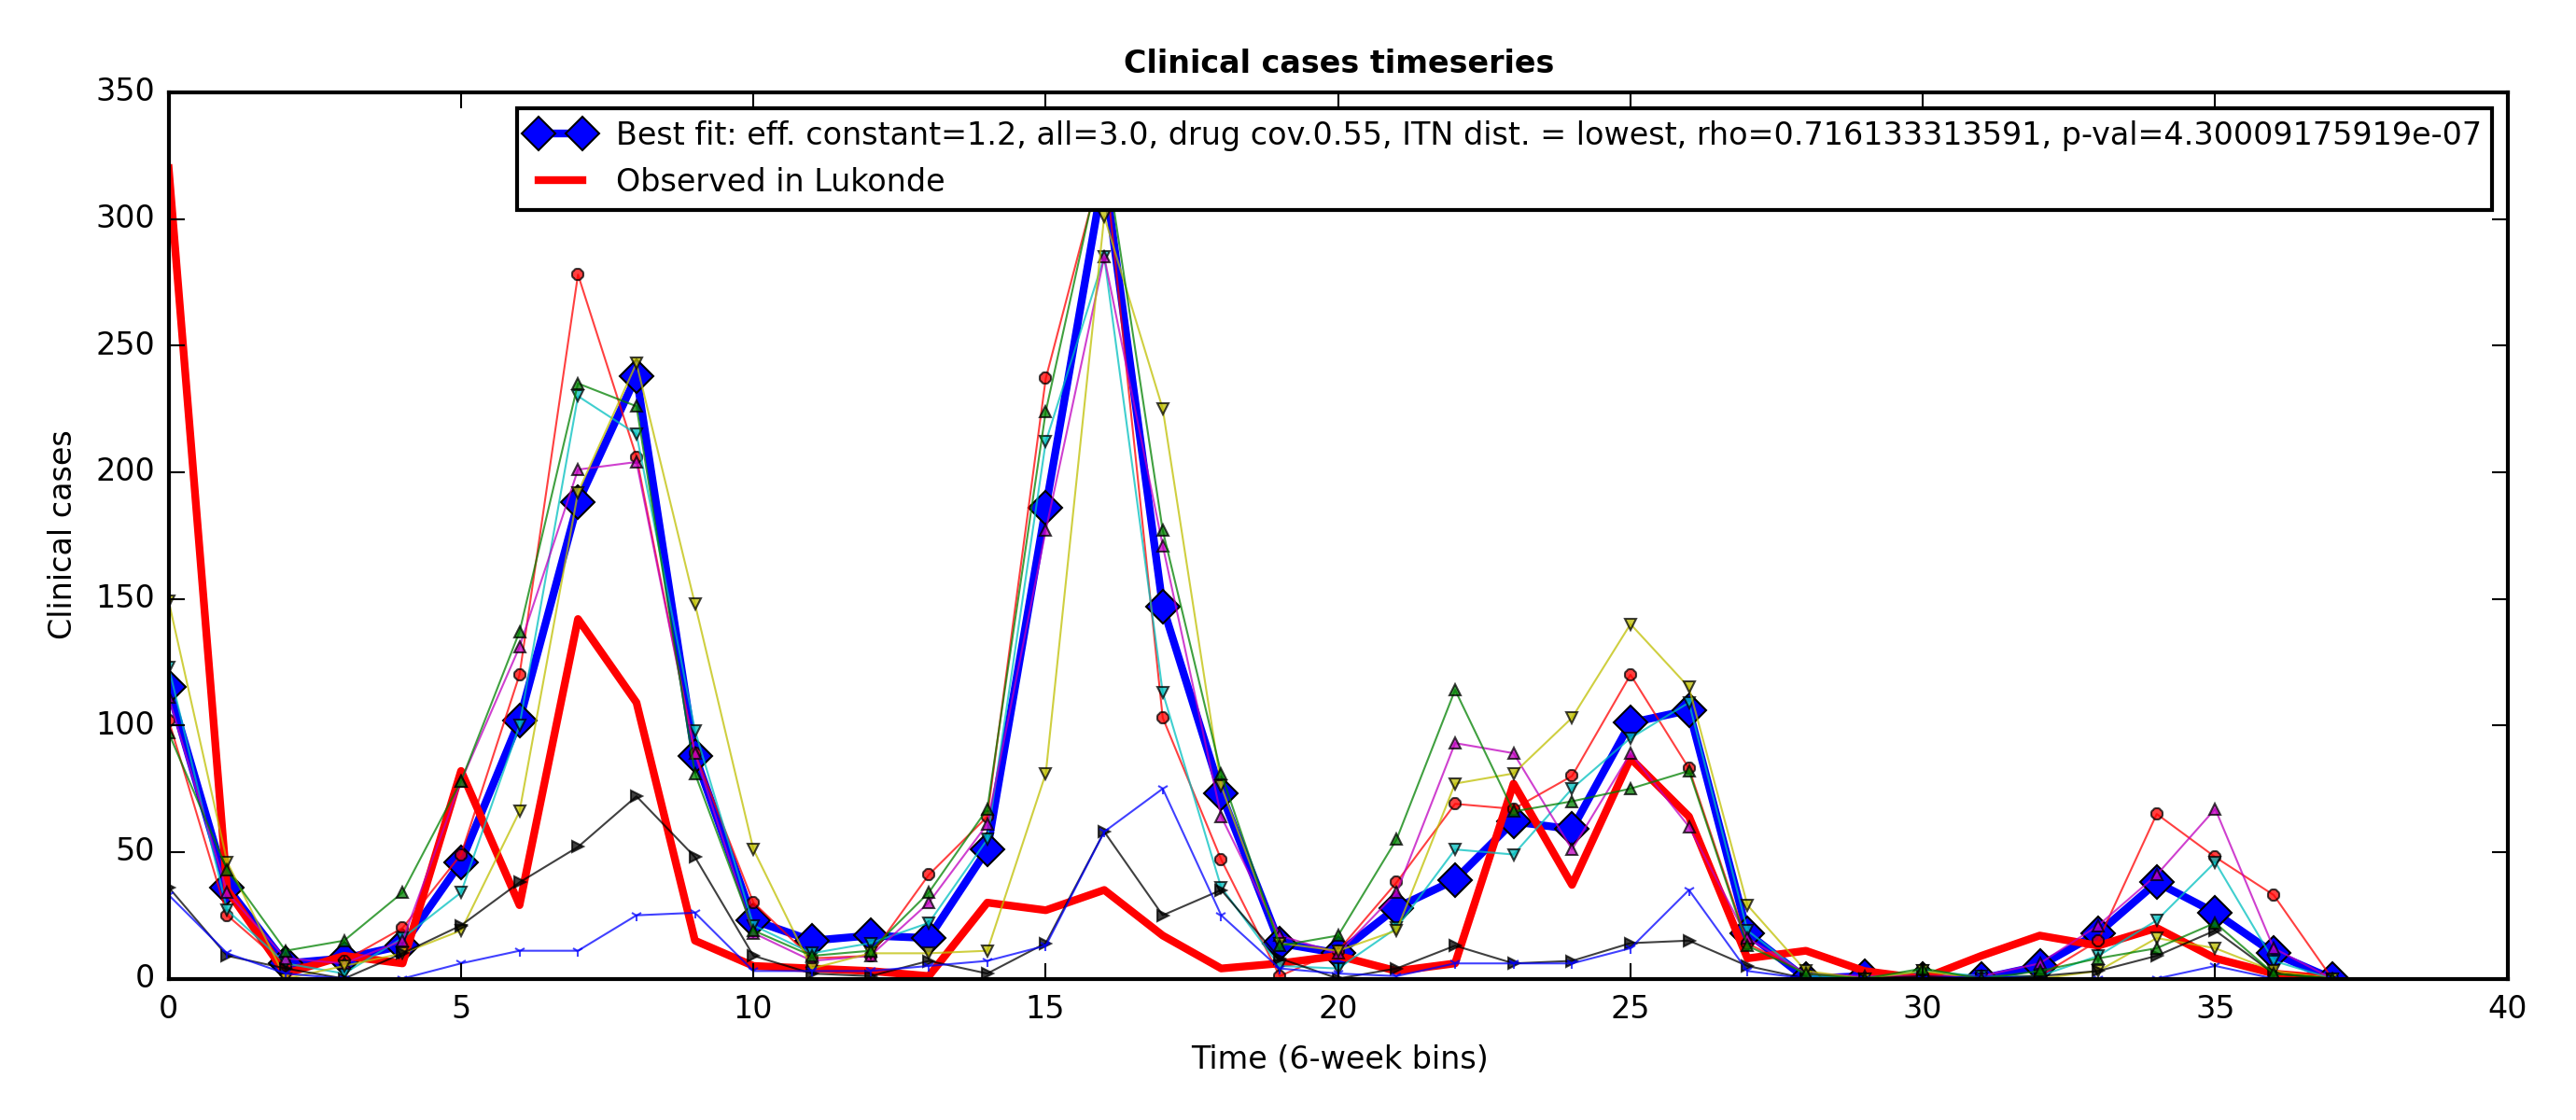 Clinical cases timeseries
Best fit: eff. constant=1.2, all=3.0, drug cov.0.55, ITN dist. = lowest, rho=0.716133313591, p-val=4.30009175919e-07
Observed in Lukonde
Clinical cases
350
300
250
200
150
100
50
0
0 5 10 15 20 25 30 35 40
Time (6-week bins)